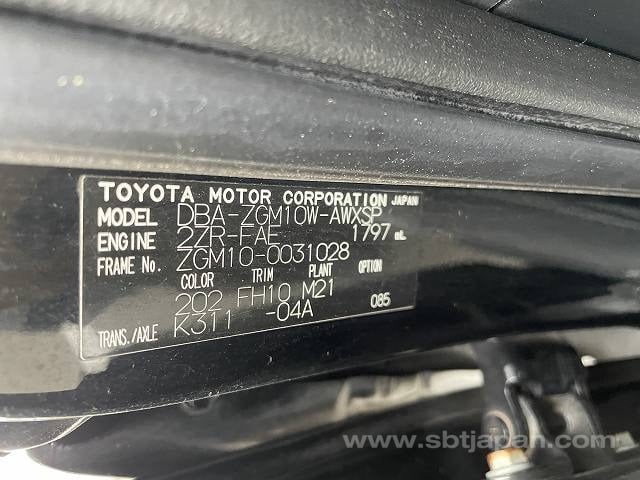 TOYOTA MOTOR CORPORATION JAPAN
MODEL DBA-ZGM10W-AWXSP
ENGINE 2ZR-FAE 1797 mL
FRAME No. ZGM10-0031028
COLOR TRIM PLANT OPTION
202 FH10 M21 085
TRANS./AXLE K311 -04A
www.sbtjapan.com